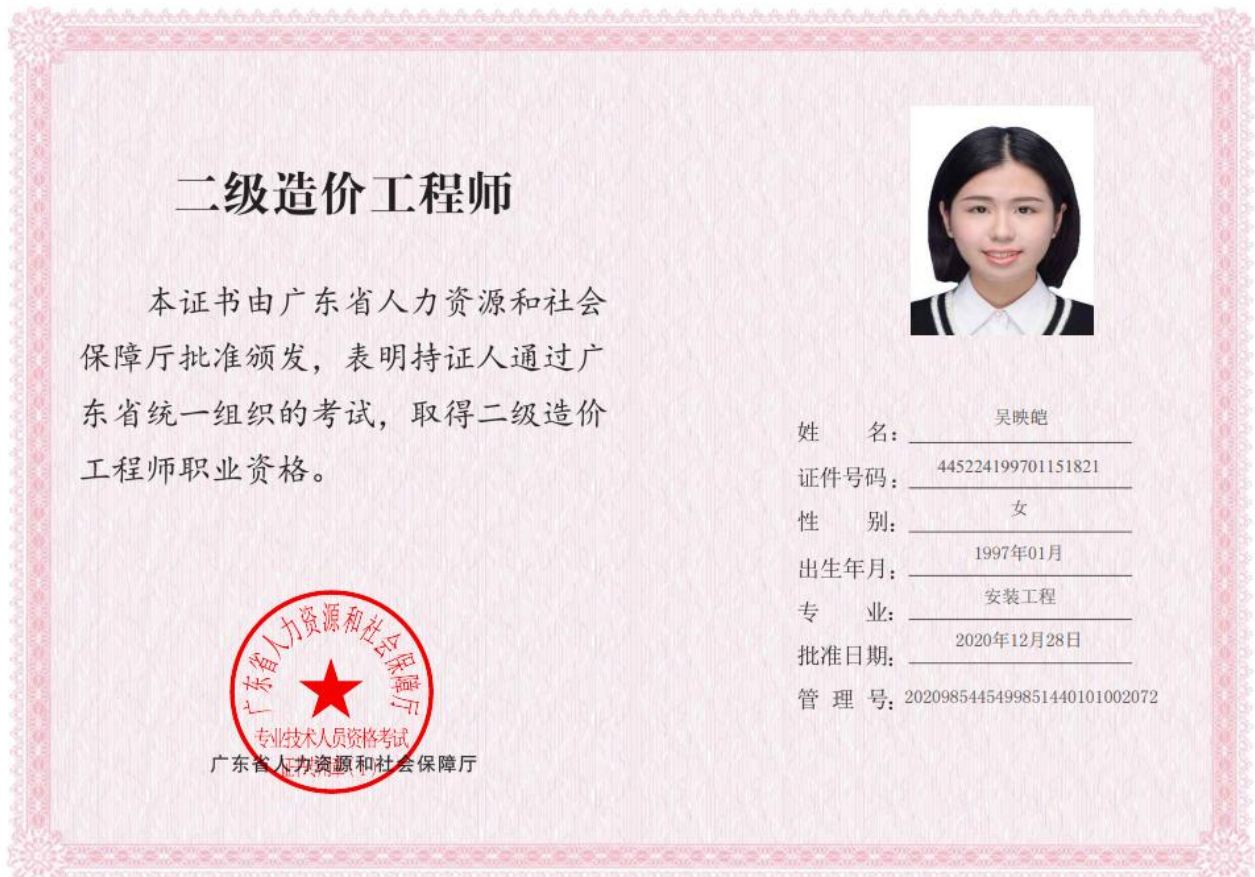 二级造价工程师
本证书由广东省人力资源和社会
保障厅批准颁发，表明持证人通过广
东省统一组织的考试，取得二级造价
工程师职业资格。
广东省人力资源和社会保障厅
专业技术人员资格考试
广东省人力资源和社会保障厅
姓 名：吴映皑
证件号码：445224199701151821
性 别：女
出生年月：1997年01月
专 业：安装工程
批准日期：2020年12月28日
管 理 号：20209854454999851440101002072